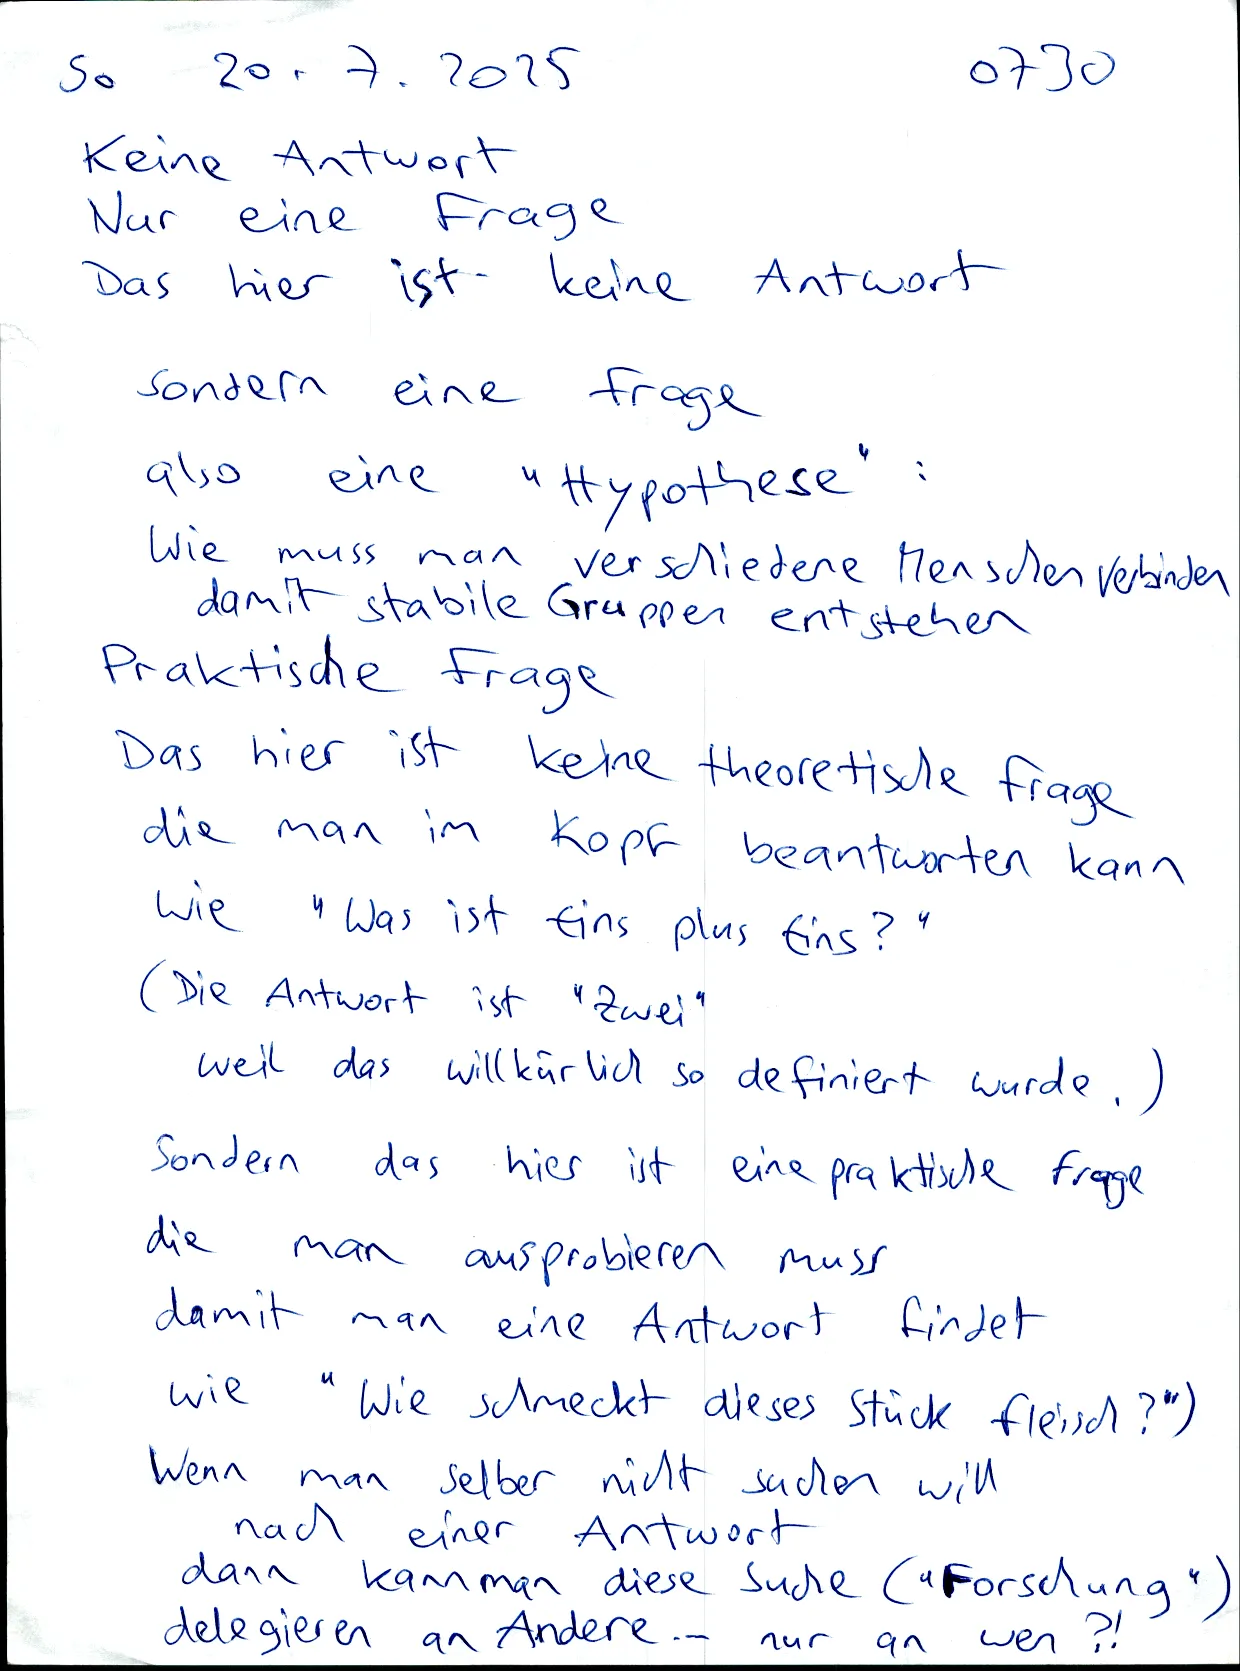 So 20.7.2025 0730
Keine Antwort
Nur eine Frage
Das hier ist keine Antwort
sondern eine Frage
also eine "Hypothese":
Wie muss man verschiedene Menschen verbinden
damit stabile Gruppen entstehen
Praktische Frage
Das hier ist keine theoretische Frage
die man im Kopf beantworten kann
wie "Was ist Eins plus Eins?"
(Die Antwort ist "Zwei"
weil das willkürlich so definiert wurde.)
Sondern das hier ist eine praktische Frage
die man ausprobieren muss
damit man eine Antwort findet
wie "Wie schmeckt dieses Stück Fleisch?")
Wenn man selber nicht suchen will
nach einer Antwort
dann kann man diese Suche ("Forschung")
delegieren an Andere... nur an wen?!